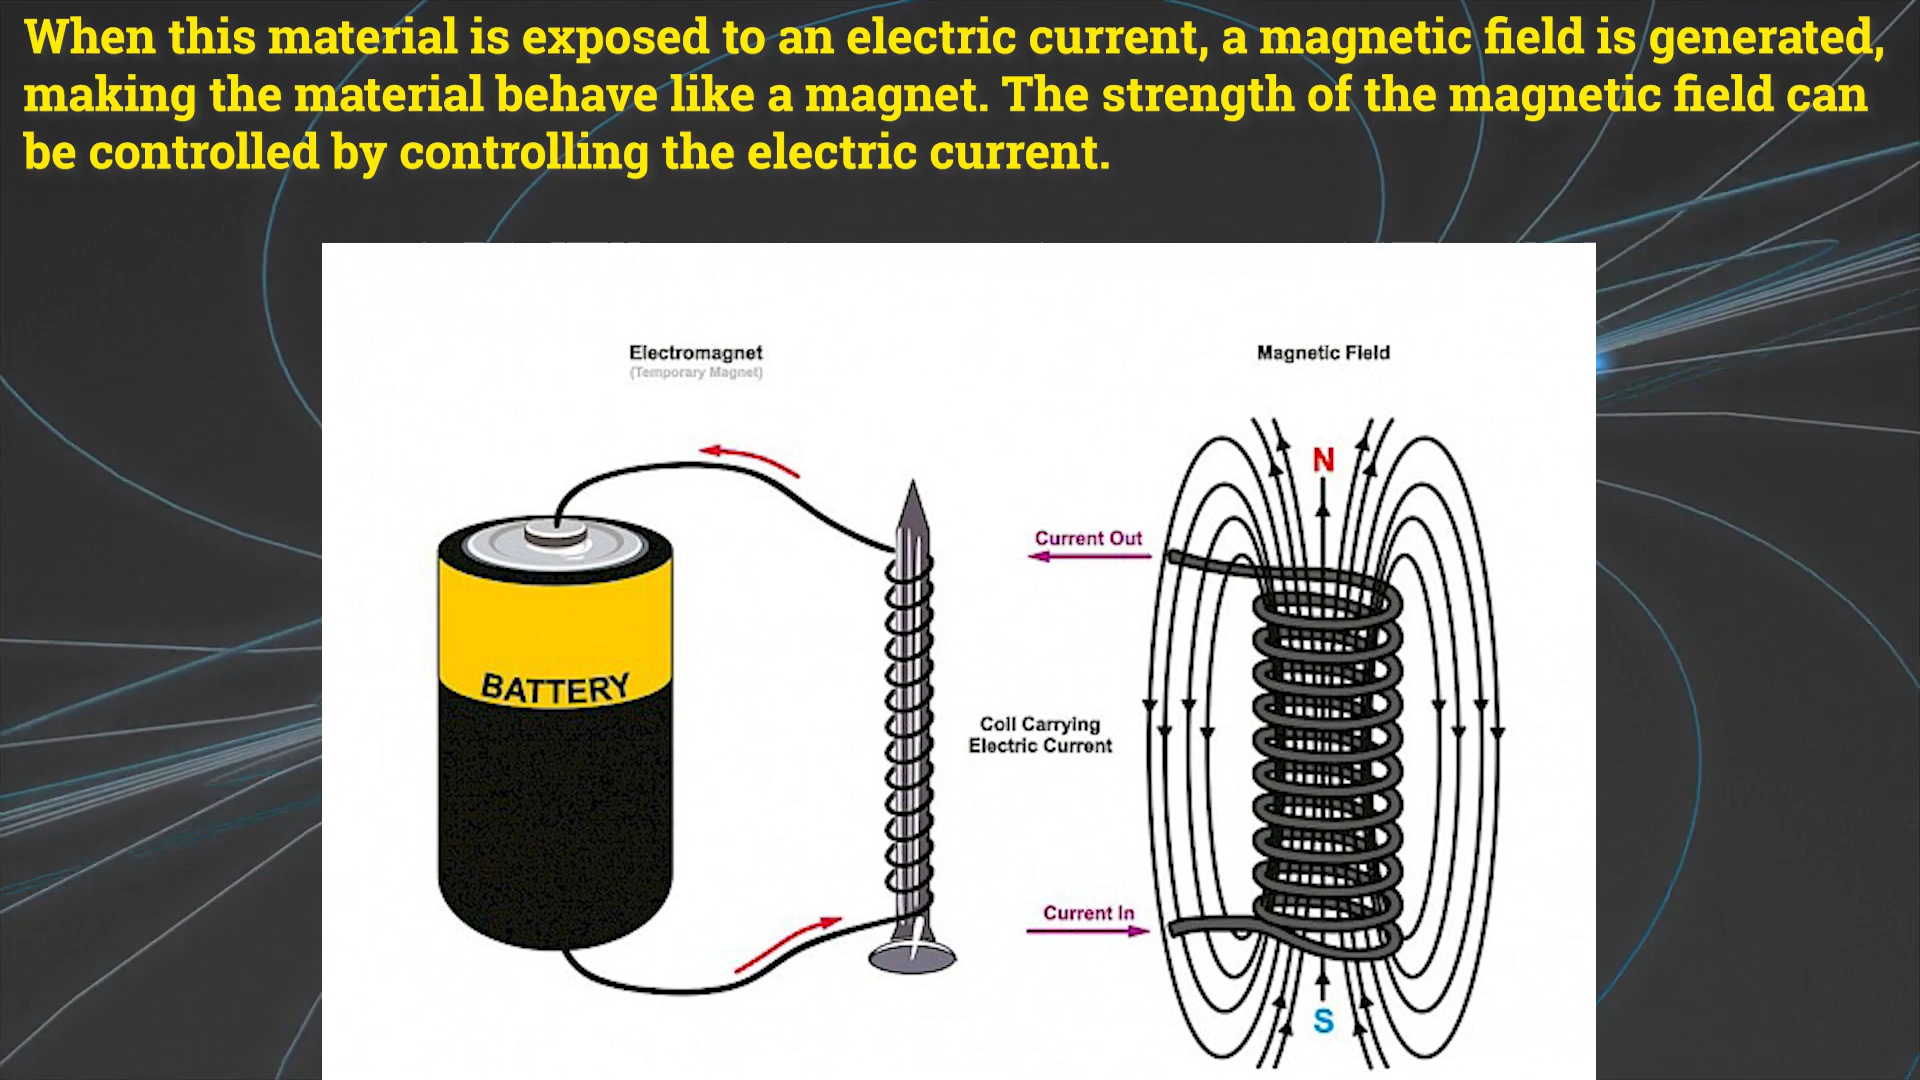 When this material is exposed to an electric current, a magnetic field is generated,
making the material behave like a magnet. The strength of the magnetic field can
be controlled by controlling the electric current.
Electromagnet
(Temporary Magnet)
Magnetic Field
N
Current Out
BATTERY
Coil Carrying
Electric Current
Current In
S